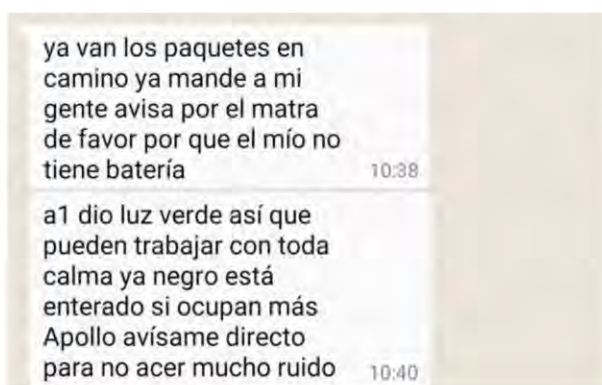 ya van los paquetes en
camino ya mande a mi
gente avisa por el matra
de favor por que el mío no
tiene batería 10:38
a1 dio luz verde así que
pueden trabajar con toda
calma ya negro está
enterado si ocupan más
Apollo avísame directo
para no acer mucho ruido 10:40